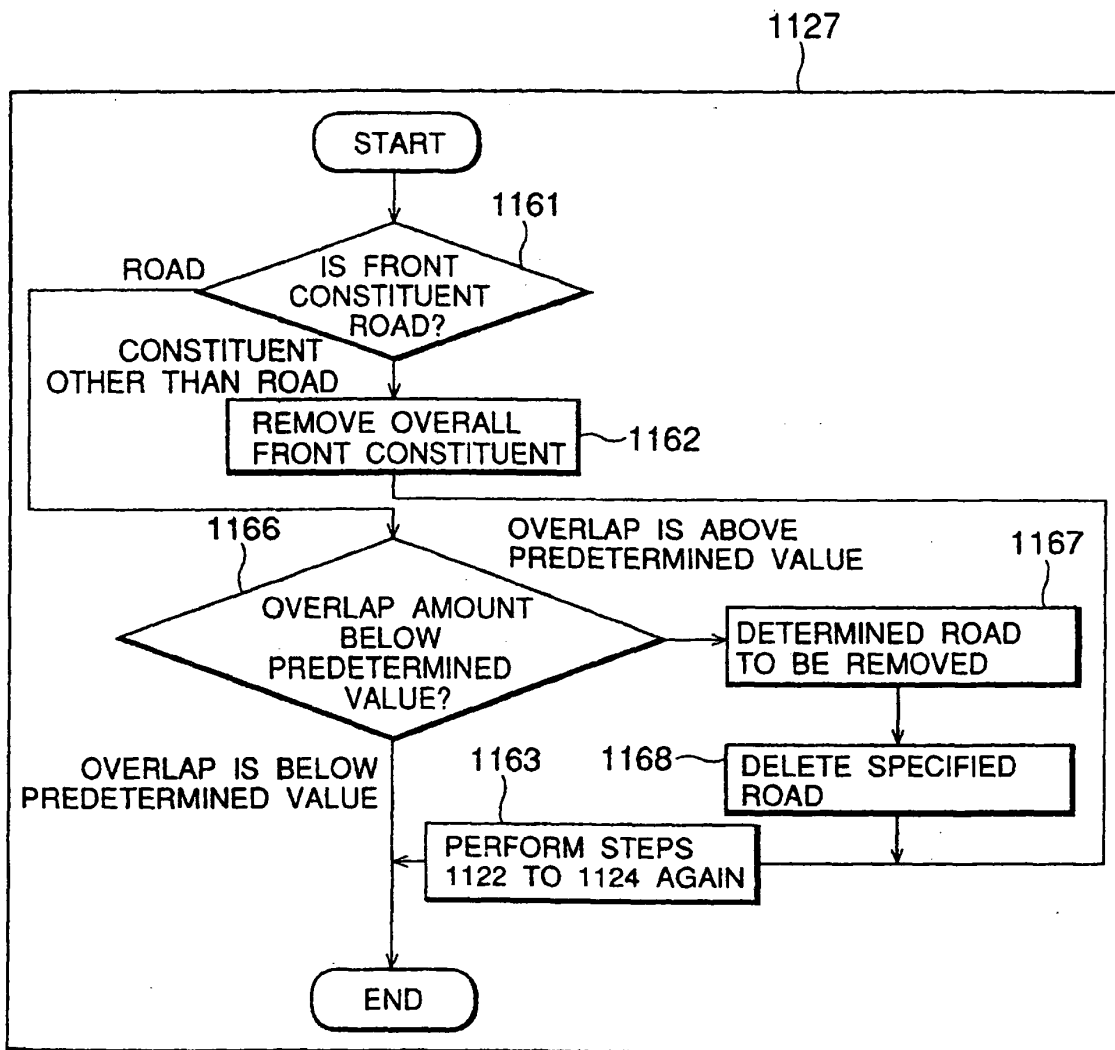 1127
START
1161
ROAD
IS FRONT
CONSTITUENT
ROAD?
CONSTITUENT
OTHER THAN ROAD
REMOVE OVERALL
FRONT CONSTITUENT
1162
1166
OVERLAP IS ABOVE
PREDETERMINED VALUE
1167
OVERLAP AMOUNT
BELOW
PREDETERMINED
VALUE?
DETERMINED ROAD
TO BE REMOVED
OVERLAP IS BELOW
PREDETERMINED VALUE
1163
1168
DELETE SPECIFIED
ROAD
PERFORM STEPS
1122 TO 1124 AGAIN
END